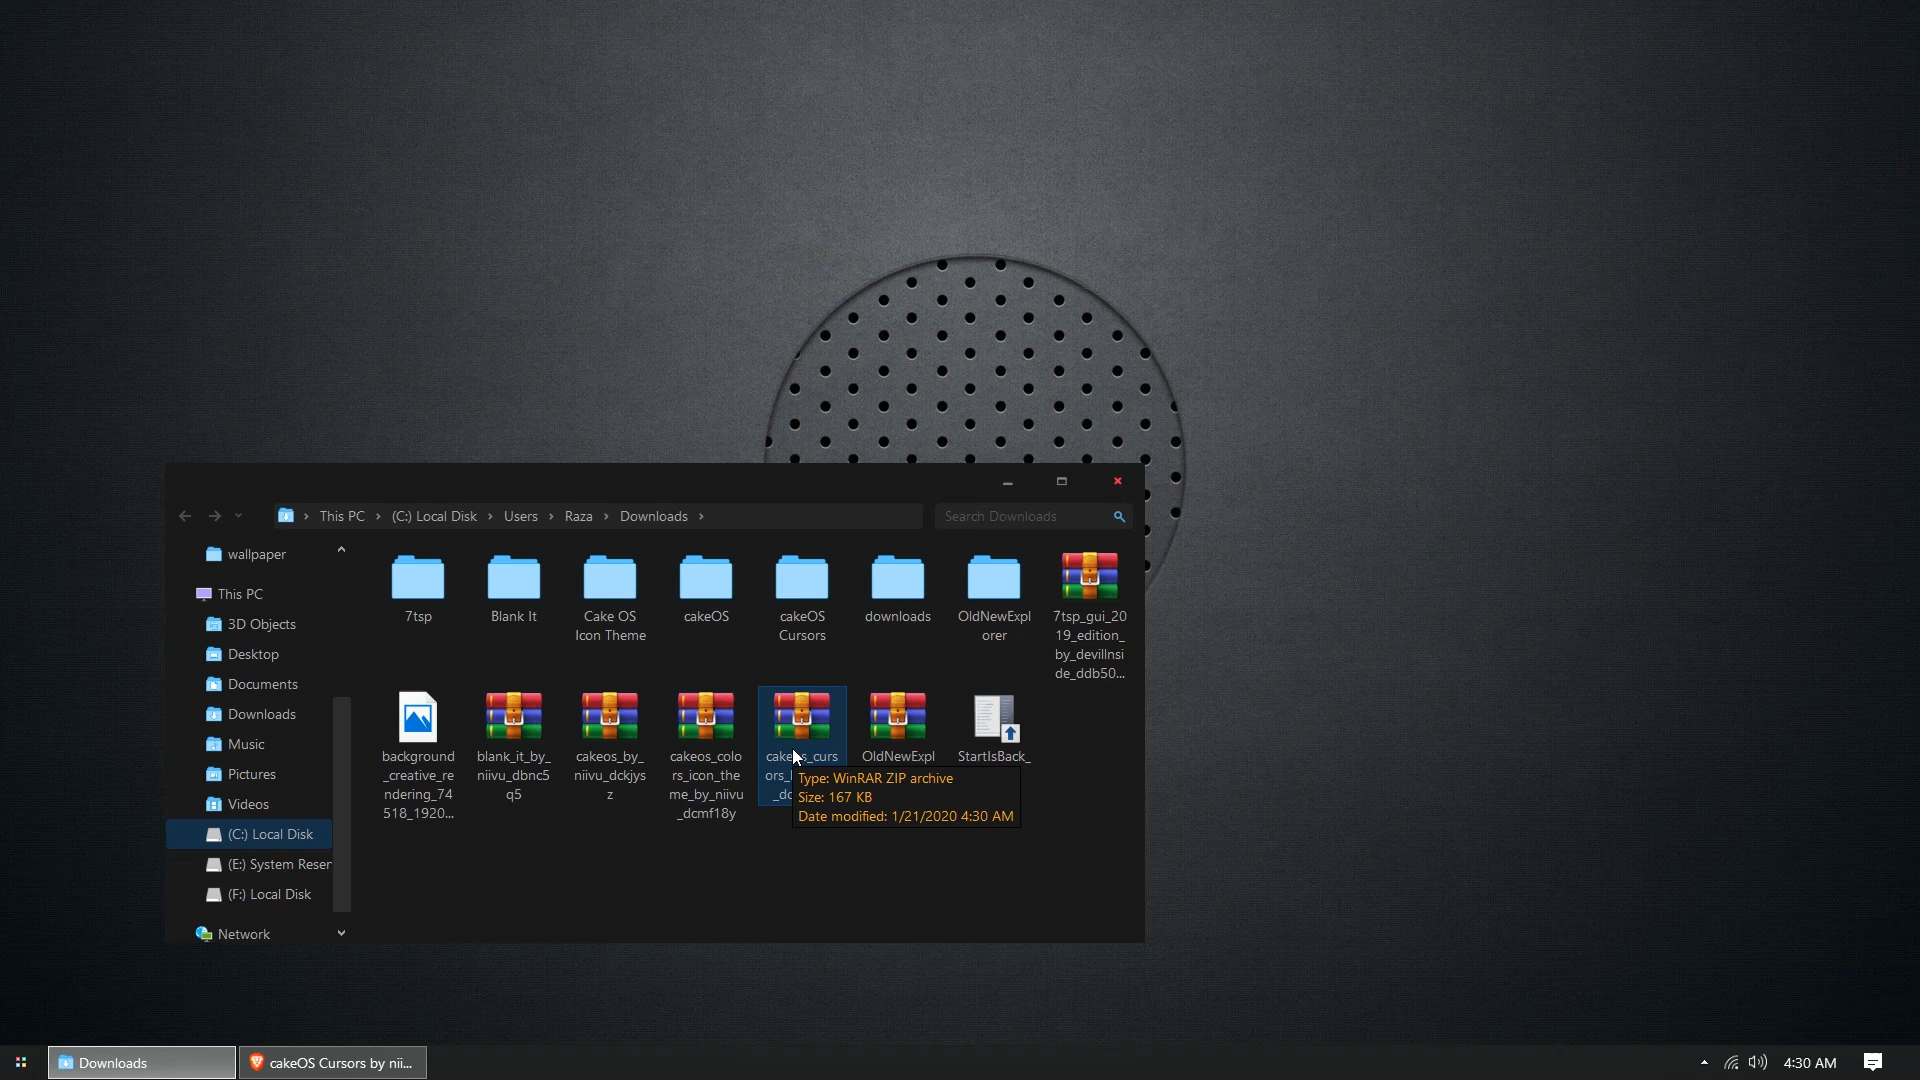 This PC
(C:) Local Disk
Users
Raza
Downloads
Search Downloads
wallpaper
This PC
3D Objects
Desktop
Documents
Downloads
Music
Pictures
Videos
(C:) Local Disk
(E:) System Reser
(F:) Local Disk
Network
7tsp
Blank It
Cake OS
Icon Theme
cakeOS
cakeOS
Cursors
downloads
OldNewExpl
orer
7tsp_gui_20
19_edition_
by_devillnsi
de_ddb50...
background
_creative_re
ndering_74
518_1920...
blank_it_by_
niivu_dbnc5
q5
cakeos_by_
niivu_dckjys
z
cakeos_colo
rs_icon_the
me_by_niivu
_dcmf18y
OldNewExpl
StartIsBack_
Type: WinRAR ZIP archive
Size: 167 KB
Date modified: 1/21/2020 4:30 AM
Downloads
cakeOS Cursors by nii...
4:30 AM